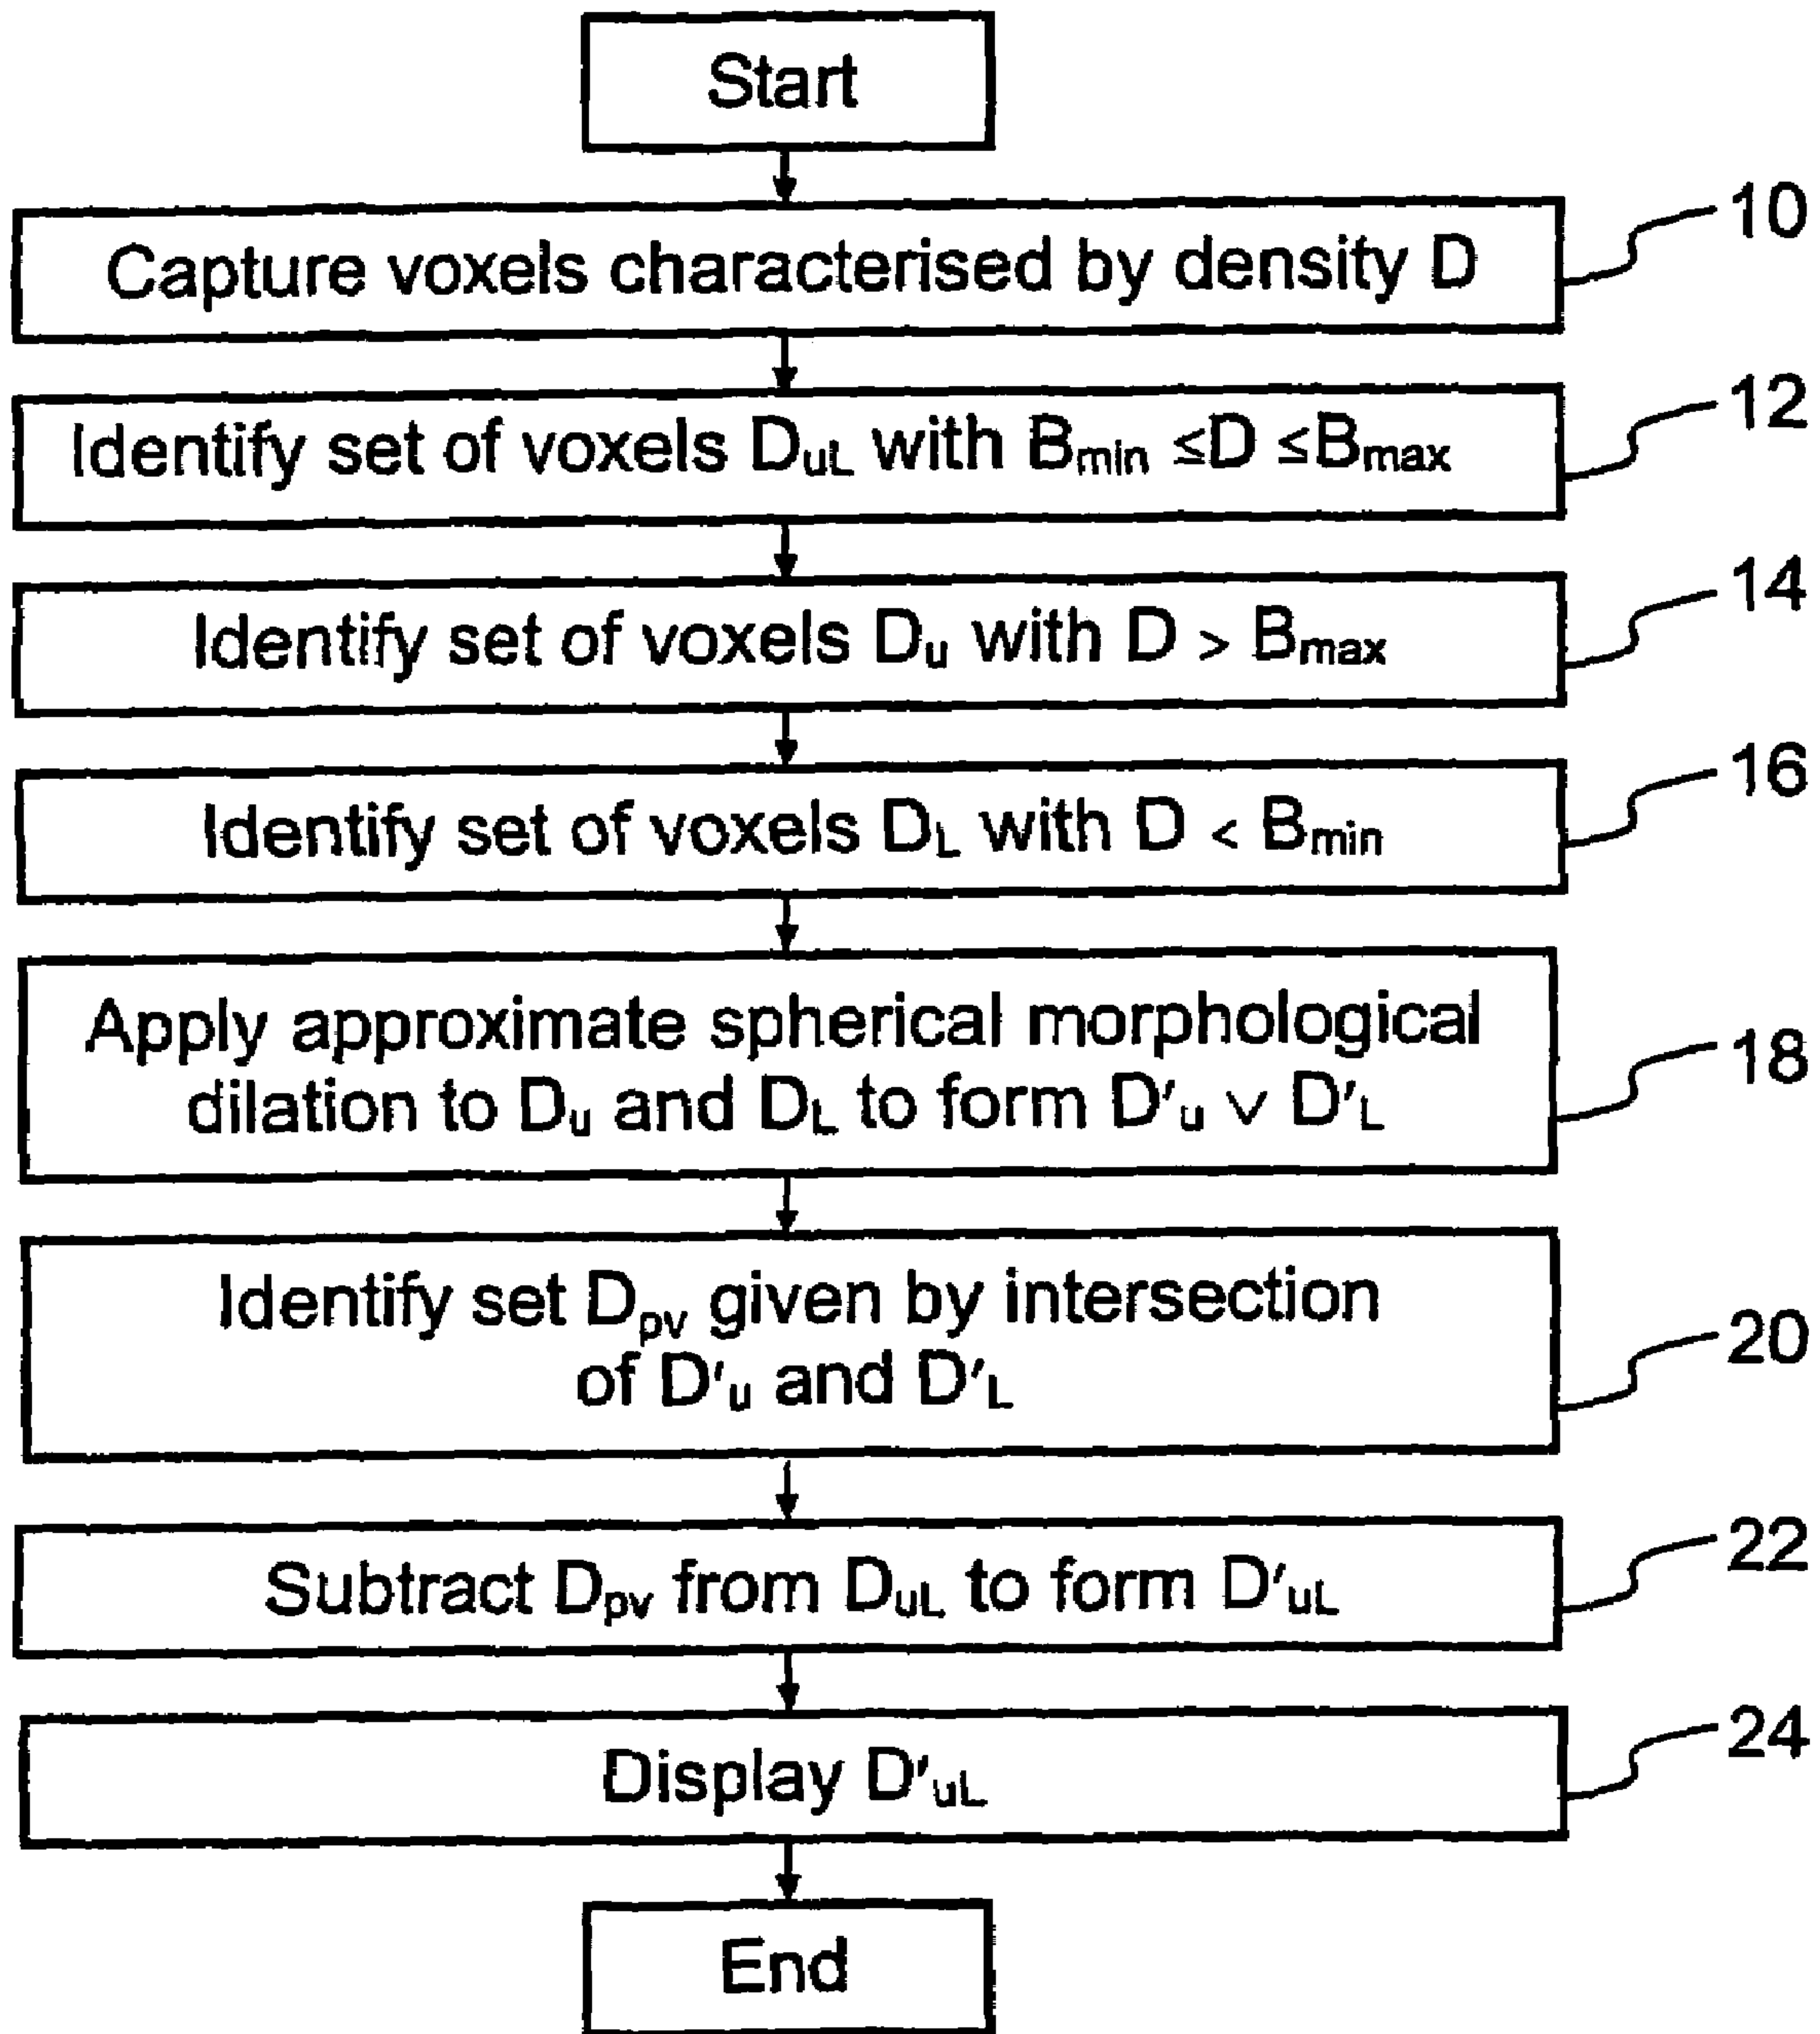 Start
Capture voxels characterised by density D
10
Identify set of voxels DuL with Bmin ≤D ≤Bmax
12
Identify set of voxels Du with D > Bmax
14
Identify set of voxels DL with D < Bmin
16
Apply approximate spherical morphological
dilation to Du and DL to form D'u ∨ D'L
18
Identify set Dpv given by intersection
of D'u and D'L
20
Subtract Dpv from DuL to form D'uL
22
Display D'uL
24
End